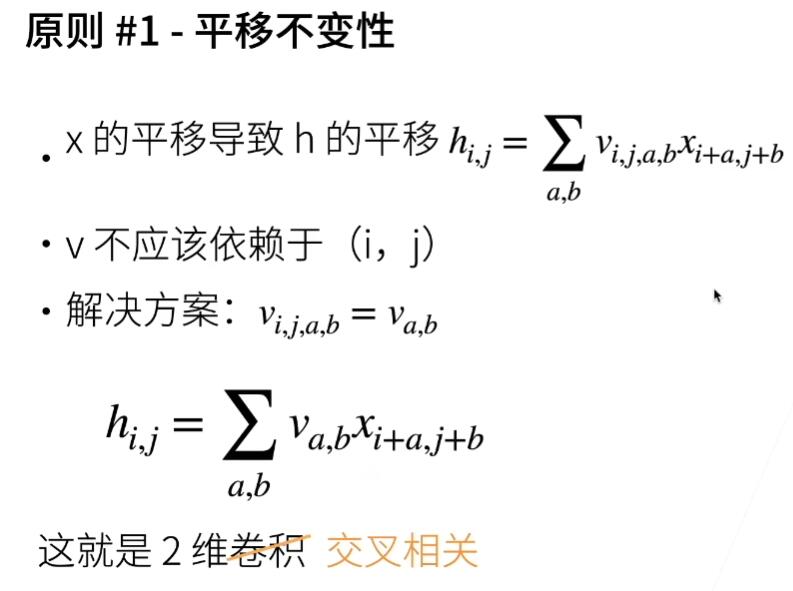 原则 #1 - 平移不变性
• x 的平移导致 h 的平移 h_{i,j} = \sum_{a,b} v_{i,j,a,b} x_{i+a,j+b}
• v 不应该依赖于（i，j）
• 解决方案： v_{i,j,a,b} = v_{a,b}
h_{i,j} = \sum_{a,b} v_{a,b} x_{i+a,j+b}
这就是 2 维卷积 交叉相关